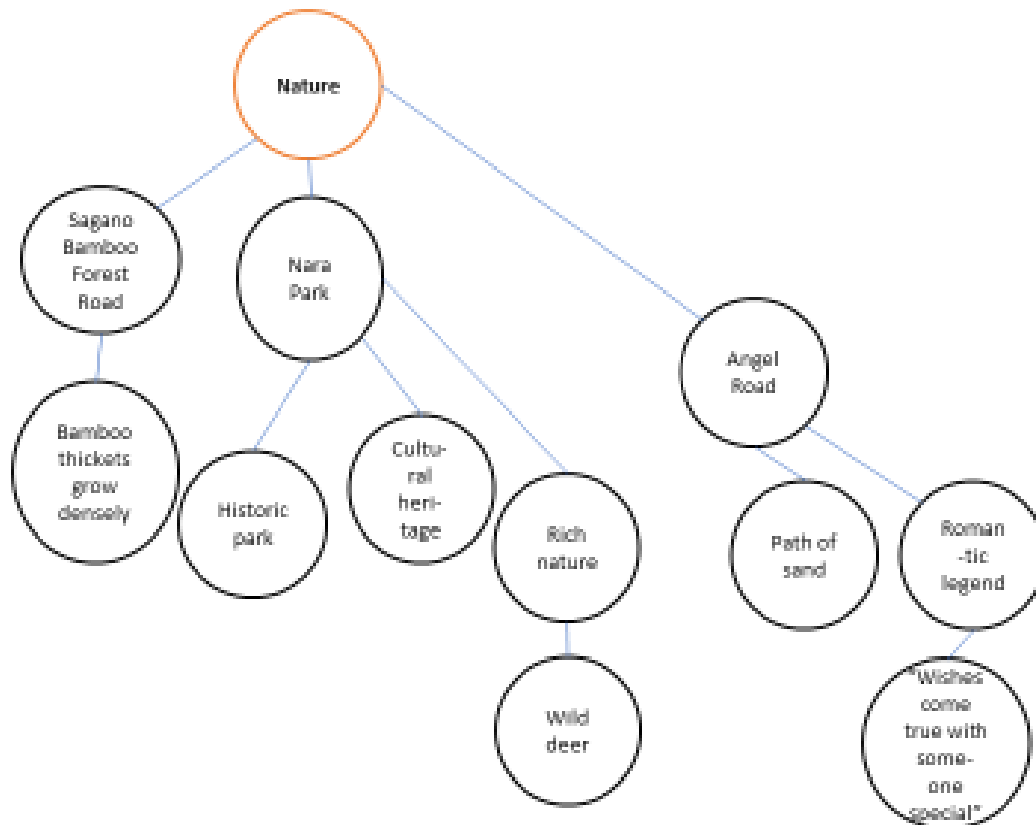 Nature
Sagano
Bamboo
Forest
Road
Nara
Park
Angel
Road
Bamboo
thickets
grow
densely
Historic
park
Cultu-
ral
heri-
tage
Rich
nature
Path of
sand
Roman
-tic
legend
Wild
deer
"Wishes
come
true with
some-
one
special"